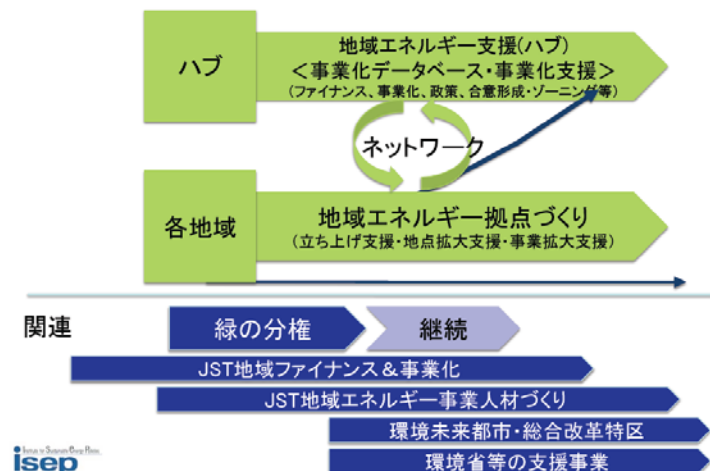 ハブ
地域エネルギー支援(ハブ)
＜事業化データベース・事業化支援＞
(ファイナンス、事業化、政策、合意形成・ゾーニング等)
ネットワーク
各地域
地域エネルギー拠点づくり
(立ち上げ支援・地点拡大支援・事業拡大支援)
関連
緑の分権
継続
JST地域ファイナンス＆事業化
JST地域エネルギー事業人材づくり
環境未来都市・総合改革特区
環境省等の支援事業
Institute for Sustainable Energy Policies
isep